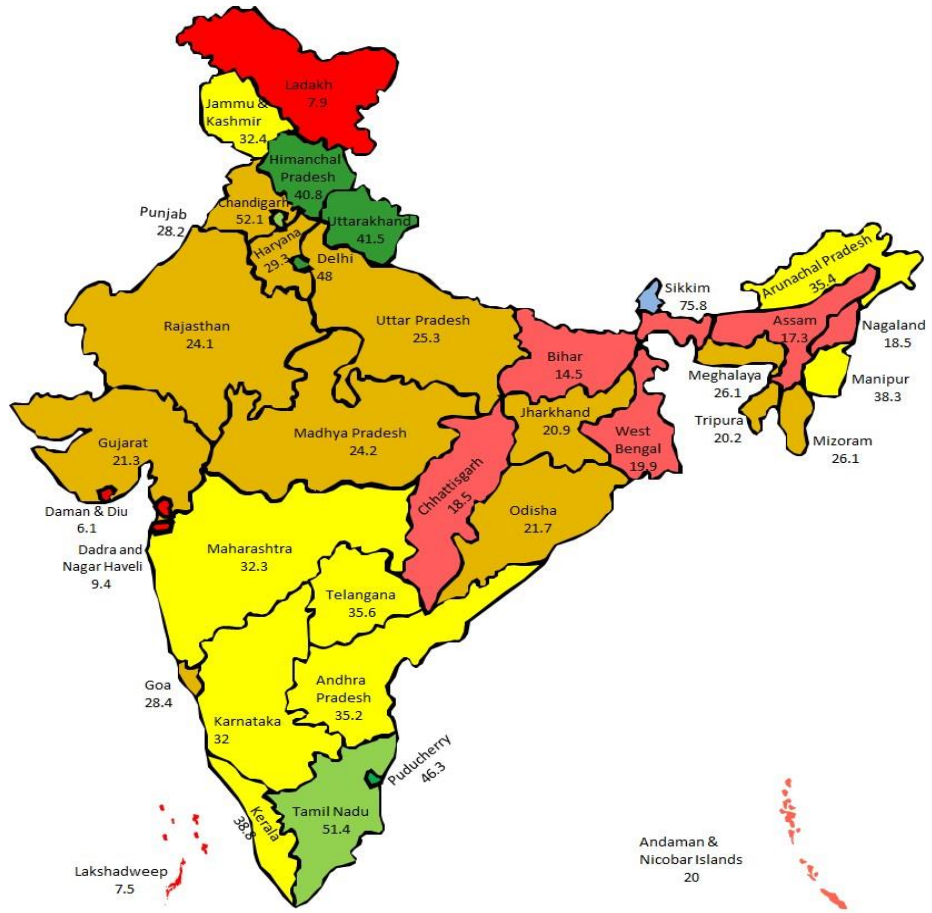 Ladakh
7.9
Jammu &
Kashmir
32.4
Himanchal
Pradesh
40.8
Chandigarh
52.1
Punjab
28.2
Uttarakhand
41.5
Haryana
29.3
Delhi
48
Arunachal Pradesh
35.4
Sikkim
75.8
Rajasthan
24.1
Uttar Pradesh
25.3
Assam
17.3
Nagaland
18.5
Bihar
14.5
Meghalaya
26.1
Manipur
38.3
Jharkhand
20.9
Tripura
20.2
Mizoram
26.1
Gujarat
21.3
Madhya Pradesh
24.2
West
Bengal
19.9
Chhattisgarh
18.5
Daman & Diu
6.1
Odisha
21.7
Dadra and
Nagar Haveli
9.4
Maharashtra
32.3
Telangana
35.6
Goa
28.4
Andhra
Pradesh
35.2
Karnataka
32
Puducherry
46.3
Kerala
38.8
Tamil Nadu
51.4
Lakshadweep
7.5
Andaman &
Nicobar Islands
20